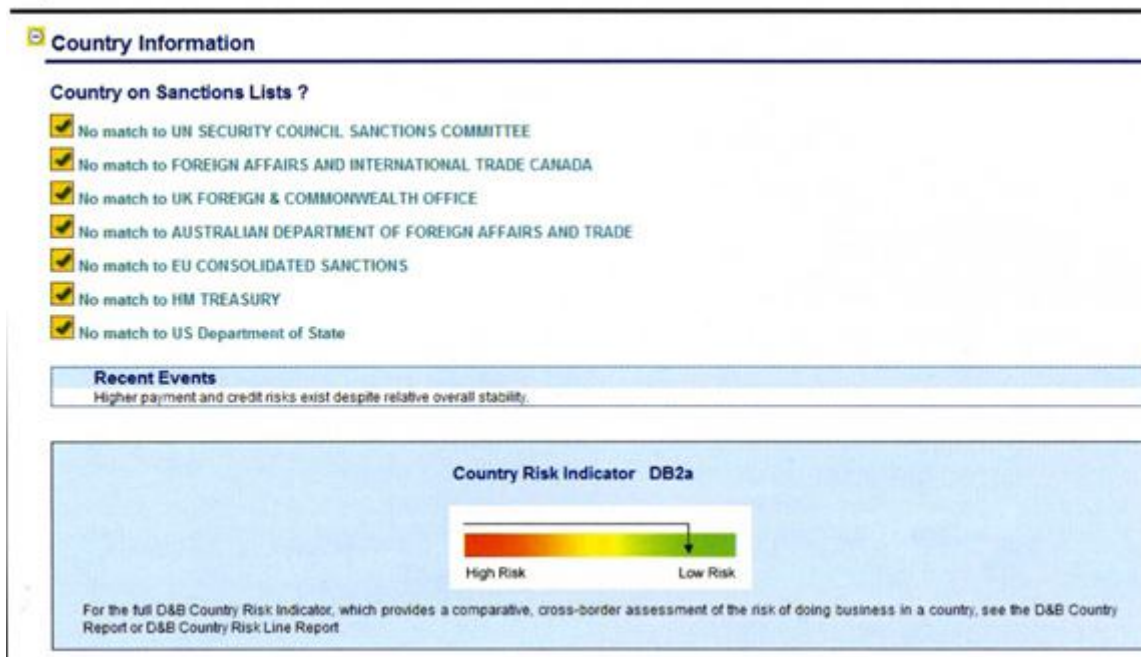 Country Information
Country on Sanctions Lists ?
No match to UN SECURITY COUNCIL SANCTIONS COMMITTEE
No match to FOREIGN AFFAIRS AND INTERNATIONAL TRADE CANADA
No match to UK FOREIGN & COMMONWEALTH OFFICE
No match to AUSTRALIAN DEPARTMENT OF FOREIGN AFFAIRS AND TRADE
No match to EU CONSOLIDATED SANCTIONS
No match to HM TREASURY
No match to US Department of State
Recent Events
Higher payment and credit risks exist despite relative overall stability.
Country Risk Indicator DB2a
High Risk Low Risk
For the full D&B Country Risk Indicator, which provides a comparative, cross-border assessment of the risk of doing business in a country, see the D&B Country
Report or D&B Country Risk Line Report